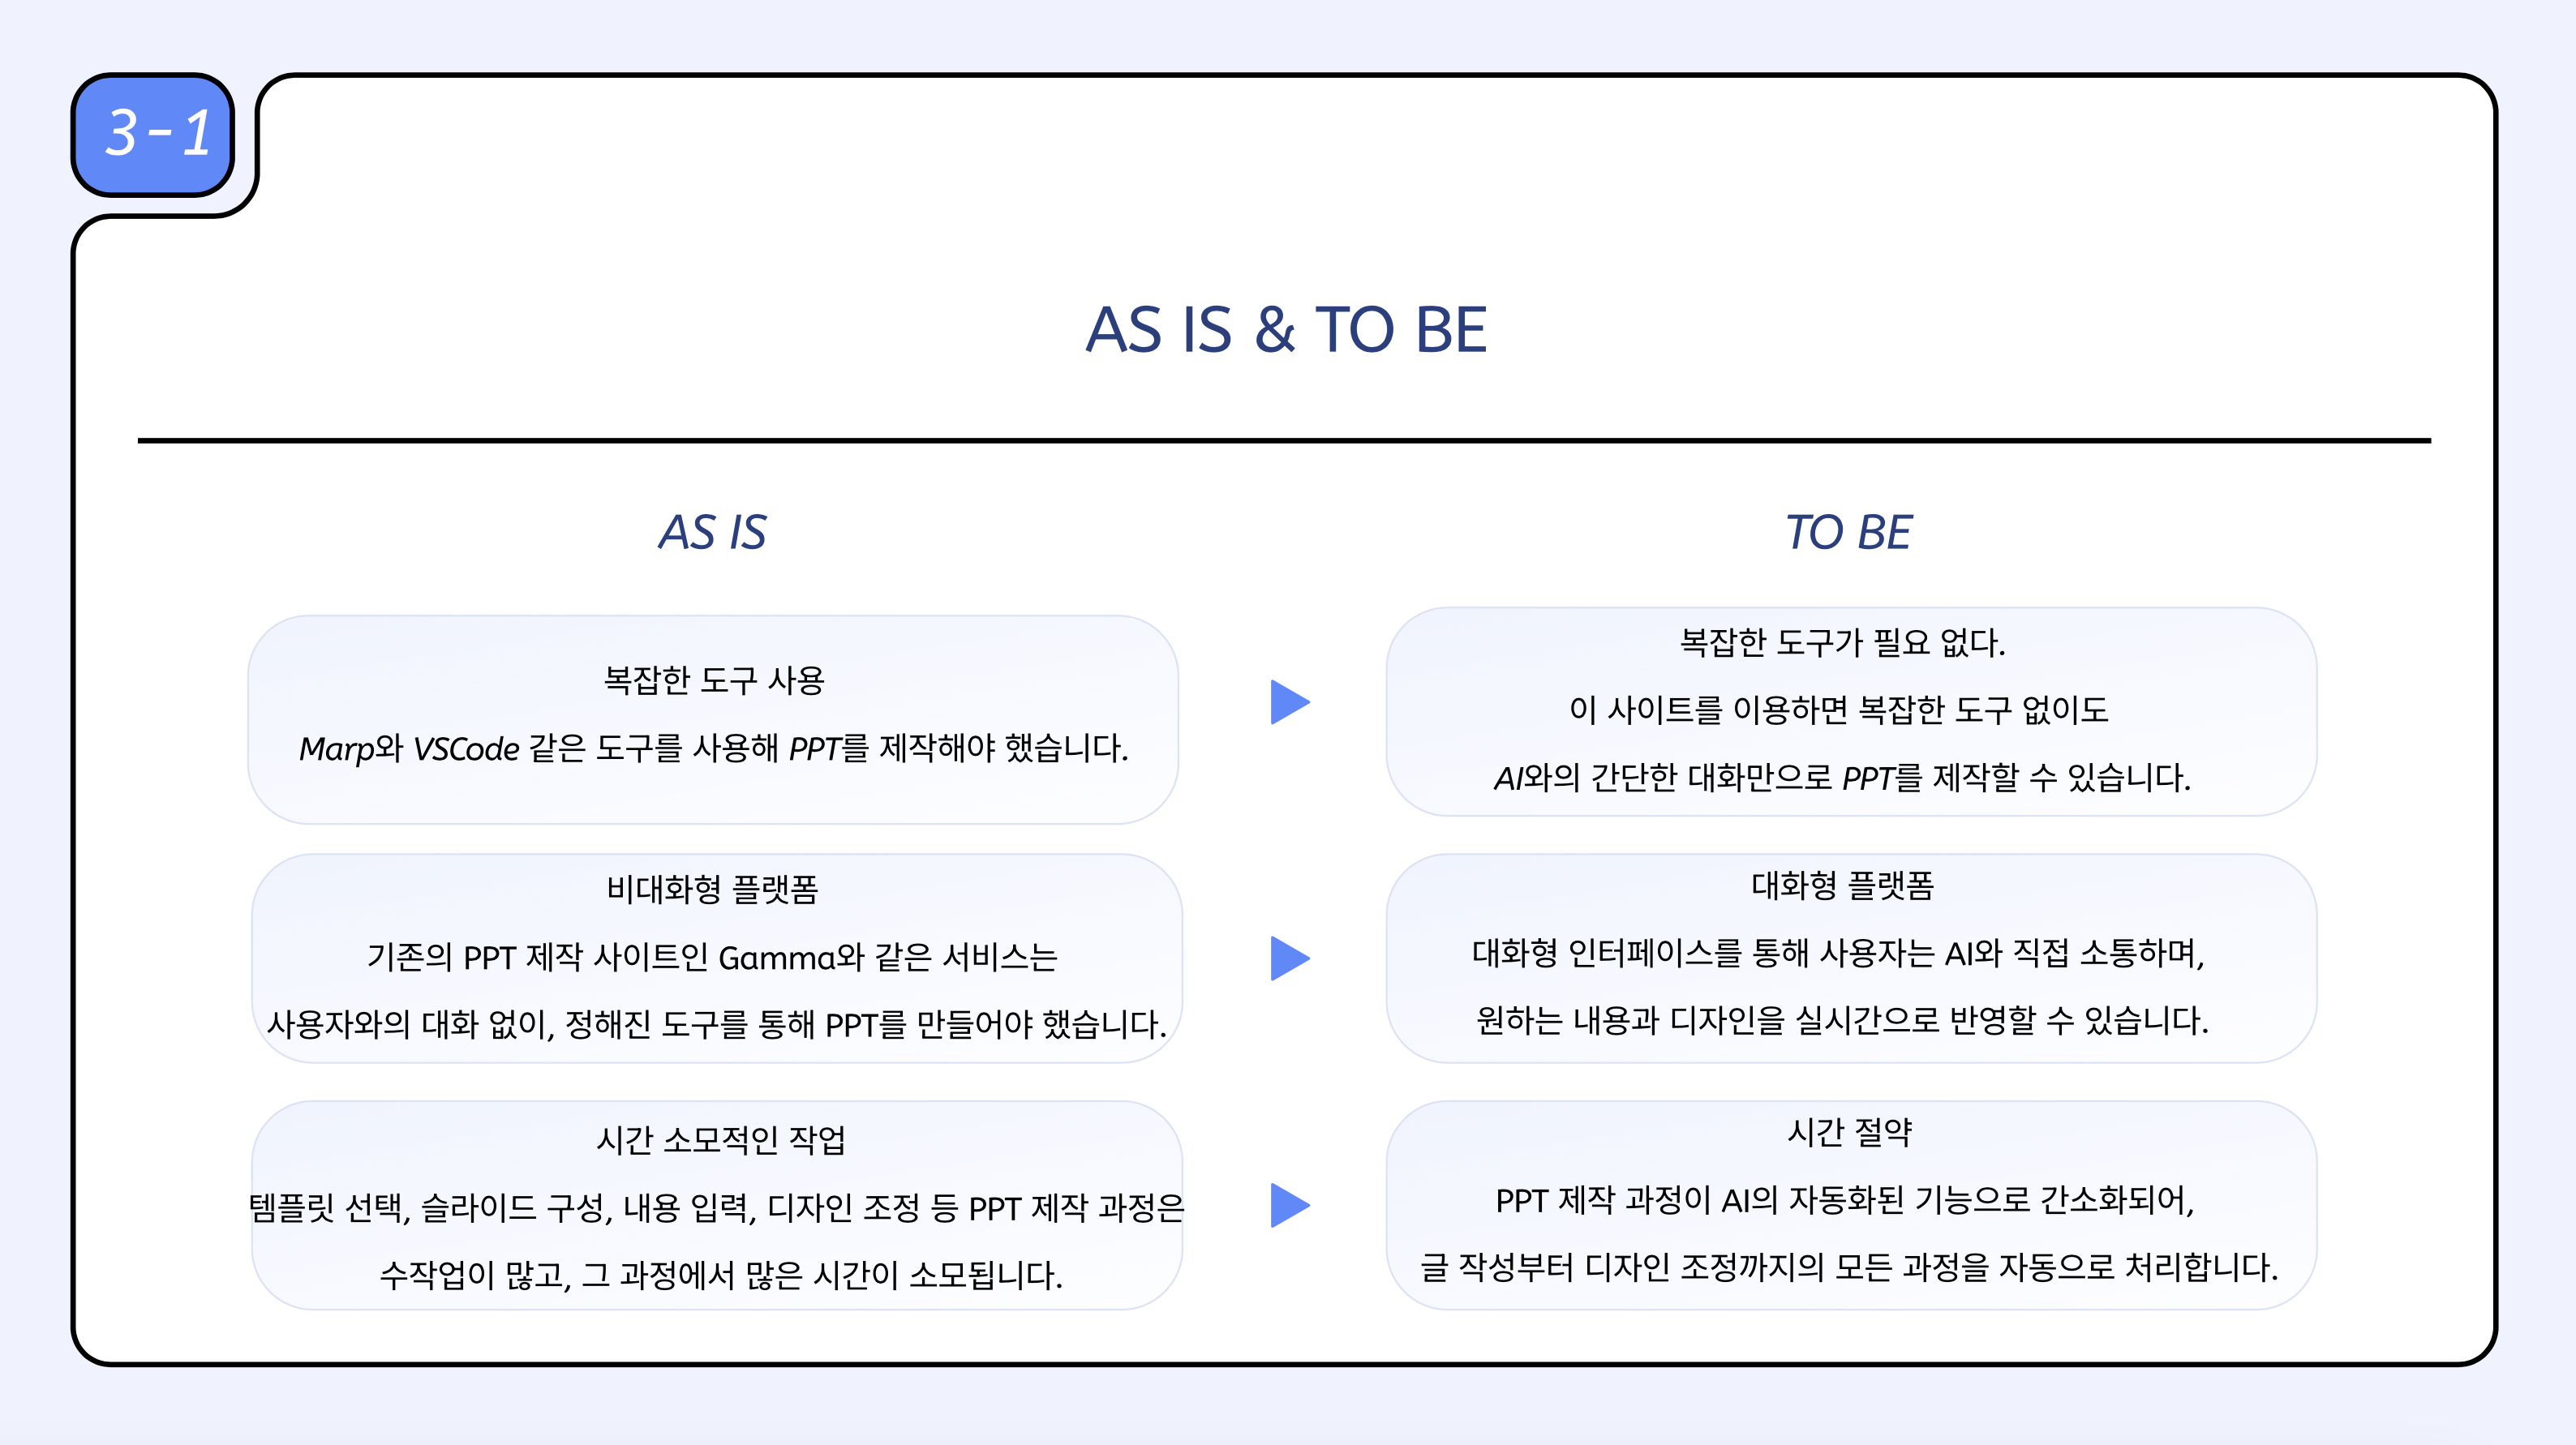 3-1
AS IS & TO BE
AS IS
복잡한 도구 사용
Marp와 VSCode 같은 도구를 사용해 PPT를 제작해야 했습니다.
비대화형 플랫폼
기존의 PPT 제작 사이트인 Gamma와 같은 서비스는
사용자와의 대화 없이, 정해진 도구를 통해 PPT를 만들어야 했습니다.
시간 소모적인 작업
템플릿 선택, 슬라이드 구성, 내용 입력, 디자인 조정 등 PPT 제작 과정은
수작업이 많고, 그 과정에서 많은 시간이 소모됩니다.
TO BE
복잡한 도구가 필요 없다.
이 사이트를 이용하면 복잡한 도구 없이도
AI와의 간단한 대화만으로 PPT를 제작할 수 있습니다.
대화형 플랫폼
대화형 인터페이스를 통해 사용자는 AI와 직접 소통하며,
원하는 내용과 디자인을 실시간으로 반영할 수 있습니다.
시간 절약
PPT 제작 과정이 AI의 자동화된 기능으로 간소화되어,
글 작성부터 디자인 조정까지의 모든 과정을 자동으로 처리합니다.